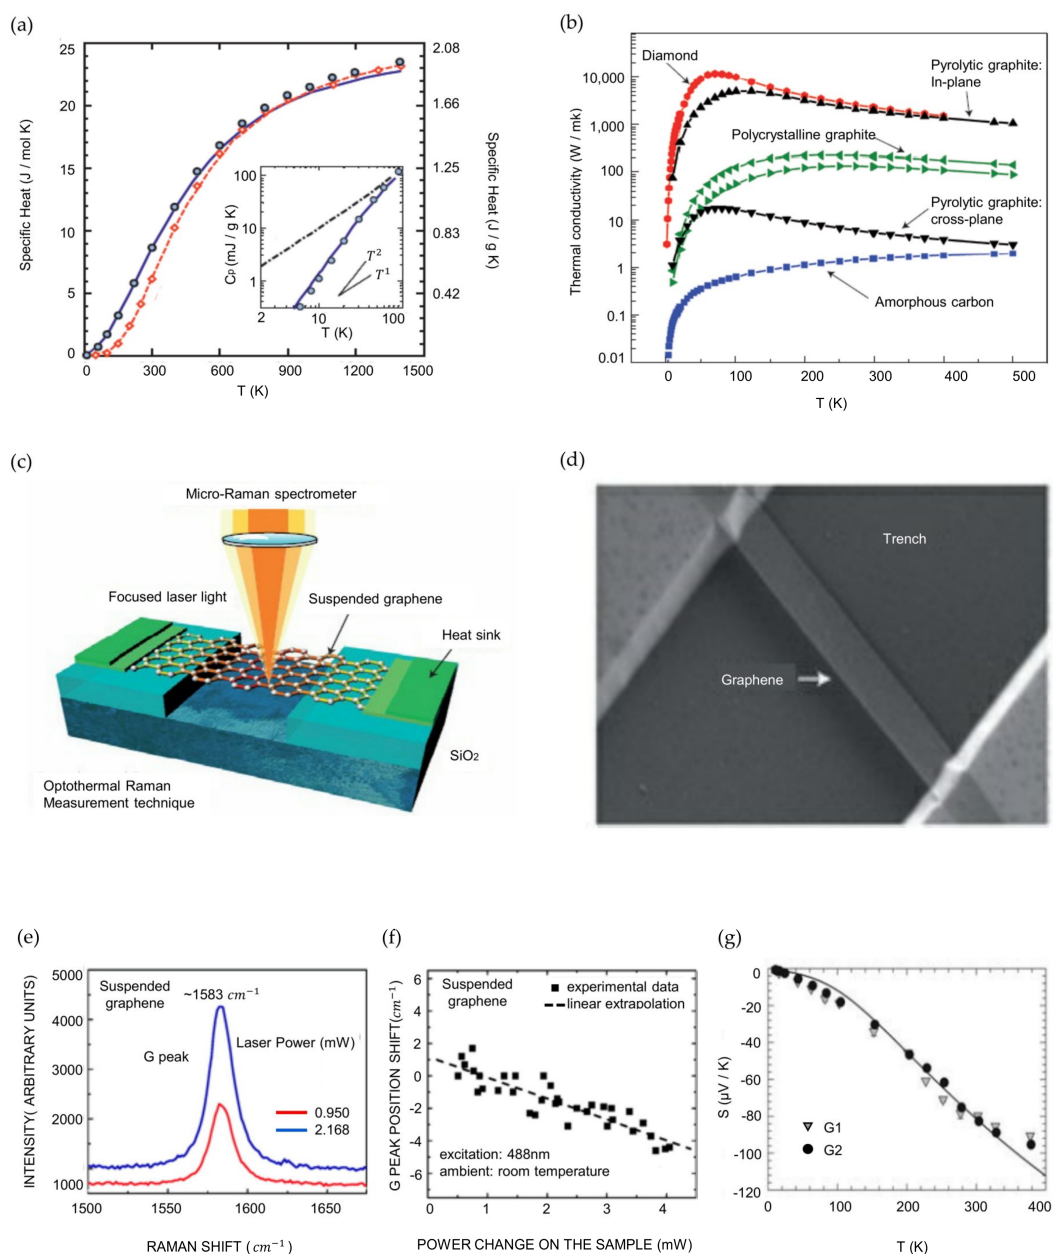 (a)
25
20
15
10
5
0
2.08
1.66
1.25
0.83
0.42
Specific Heat (J / mol K)
Specific Heat (J / g K)
0 300 600 900 1200 1500
T (K)
100
10
1
Cp (mJ / g K)
T²
T¹
2 10 100
T (K)
(b)
10,000
1,000
100
10
1
0.1
0.01
Thermal conductivity (W / mk)
Diamond
Pyrolytic graphite:
In-plane
Polycrystalline graphite
Pyrolytic graphite:
cross-plane
Amorphous carbon
0 100 200 300 400 500
T (K)
(c)
Micro-Raman spectrometer
Focused laser light
Suspended graphene
Heat sink
SiO₂
Optothermal Raman
Measurement technique
(d)
Trench
Graphene
(e)
5000
4000
3000
2000
1000
INTENSITY( ARBITRARY UNITS)
Suspended
graphene
~1583 cm⁻¹
G peak
Laser Power (mW)
0.950
2.168
1500 1550 1600 1650
RAMAN SHIFT ( cm⁻¹)
(f)
6
4
2
0
-2
-4
-6
G PEAK POSITION SHIFT(cm⁻¹)
Suspended
graphene
experimental data
linear extrapolation
excitation: 488nm
ambient: room temperature
0 1 2 3 4
POWER CHANGE ON THE SAMPLE (mW)
(g)
0
-40
-60
-80
-100
-120
S (μV / K)
G1
G2
0 100 200 300 400
T (K)